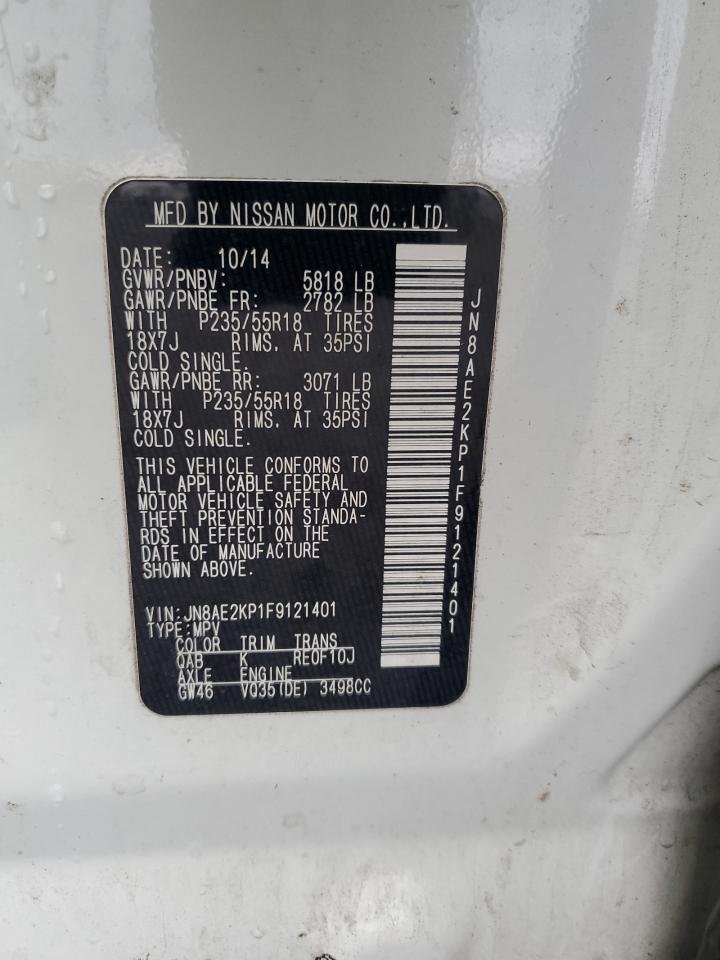 MFD BY NISSAN MOTOR CO.,LTD.
DATE: 10/14
GVWR/PNBV: 5818 LB
GAWR/PNBE FR: 2782 LB
WITH P235/55R18 TIRES
18X7J RIMS. AT 35PSI
COLD SINGLE.
GAWR/PNBE RR: 3071 LB
WITH P235/55R18 TIRES
18X7J RIMS. AT 35PSI
COLD SINGLE.
THIS VEHICLE CONFORMS TO
ALL APPLICABLE FEDERAL
MOTOR VEHICLE SAFETY AND
THEFT PREVENTION STANDA-
RDS IN EFFECT ON THE
DATE OF MANUFACTURE
SHOWN ABOVE.
VIN:JN8AE2KP1F9121401
TYPE:MPV
COLOR TRIM TRANS
QAB K RE0F10J
AXLE ENGINE
GW46 VQ35(DE) 3498CC
JN8AE2KP1F9121401